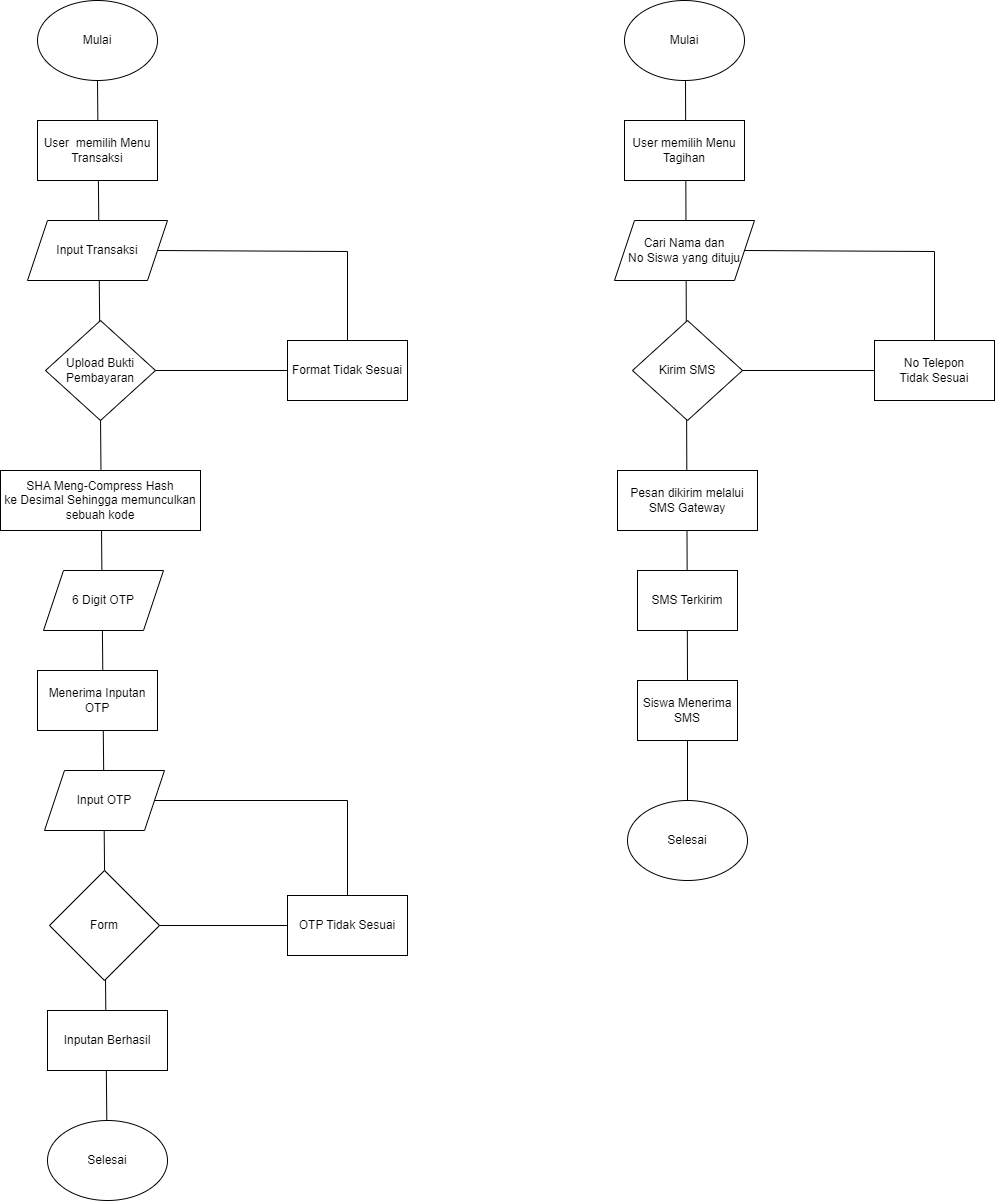 Mulai
User  memilih Menu
Transaksi
Input Transaksi
Upload Bukti
Pembayaran
Format Tidak Sesuai
SHA Meng-Compress Hash
ke Desimal Sehingga memunculkan
sebuah kode
6 Digit OTP
Menerima Inputan
OTP
Input OTP
Form
OTP Tidak Sesuai
Inputan Berhasil
Selesai
Mulai
User memilih Menu
Tagihan
Cari Nama dan
No Siswa yang dituju
Kirim SMS
No Telepon
Tidak Sesuai
Pesan dikirim melalui
SMS Gateway
SMS Terkirim
Siswa Menerima
SMS
Selesai